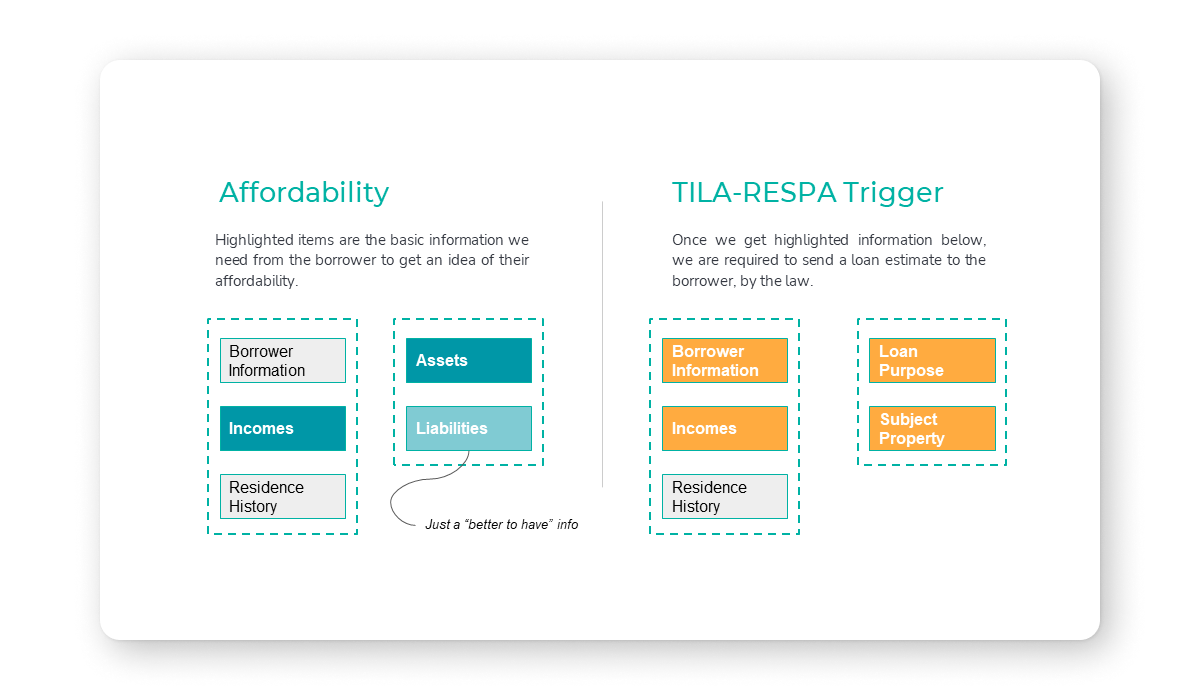 Affordability
Highlighted items are the basic information we
need from the borrower to get an idea of their
affordability.
Borrower
Information
Incomes
Residence
History
Assets
Liabilities
Just a “better to have” info
TILA-RESPA Trigger
Once we get highlighted information below,
we are required to send a loan estimate to the
borrower, by the law.
Borrower
Information
Incomes
Residence
History
Loan
Purpose
Subject
Property